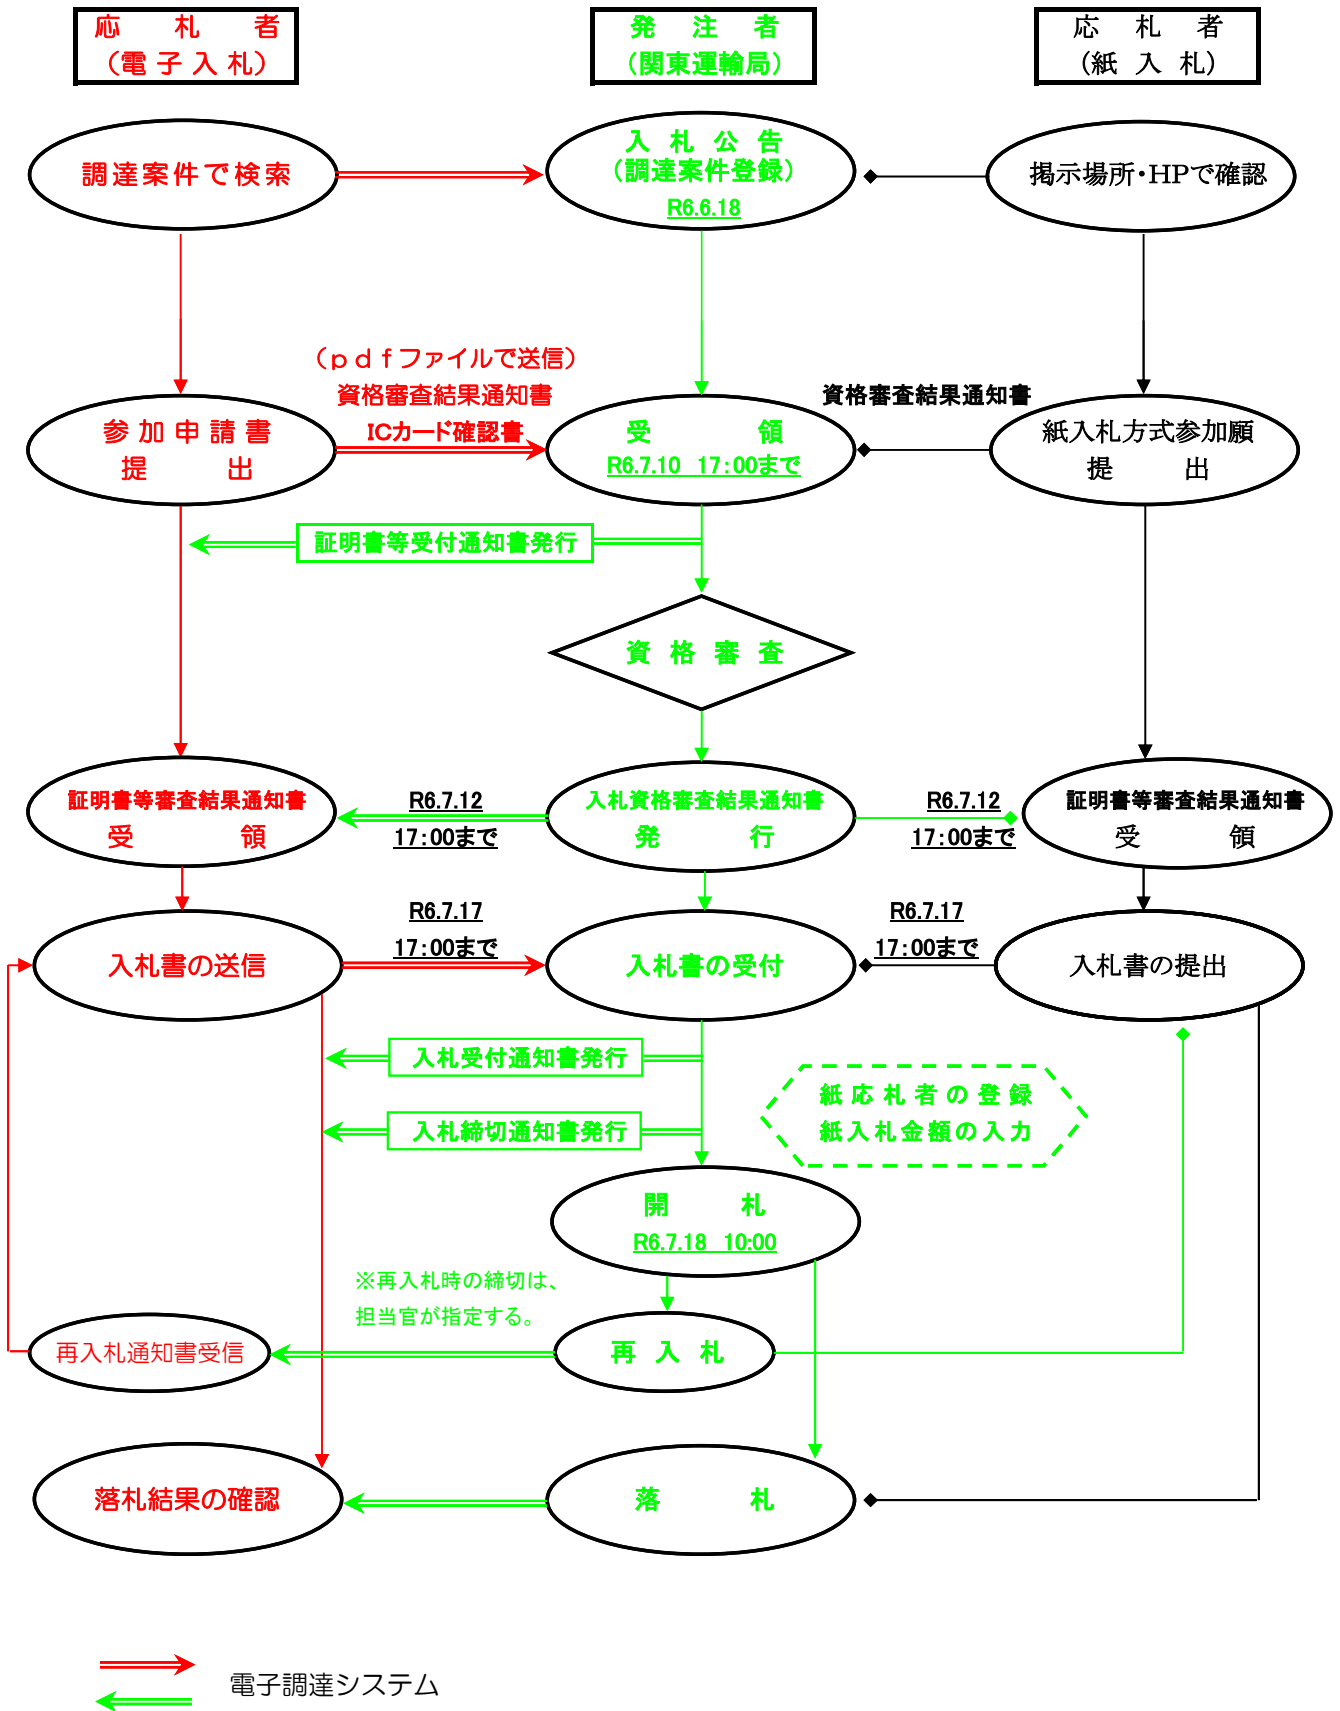 応札者
（電子入札）
発注者
（関東運輸局）
応札者
（紙入札）
調達案件で検索
入札公告
（調達案件登録）
R6.6.18
掲示場所・HPで確認
（ｐｄｆファイルで送信）
資格審査結果通知書
ICカード確認書
資格審査結果通知書
参加申請書
提出
受領
R6.7.10 17：00まで
紙入札方式参加願
提出
証明書等受付通知書発行
資格審査
証明書等審査結果通知書
受領
R6.7.12
17：00まで
入札資格審査結果通知書
発行
R6.7.12
17：00まで
証明書等審査結果通知書
受領
入札書の送信
R6.7.17
17：00まで
入札書の受付
R6.7.17
17：00まで
入札書の提出
入札受付通知書発行
紙応札者の登録
紙入札金額の入力
入札締切通知書発行
開札
R6.7.18 10:00
※再入札時の締切は、
担当官が指定する。
再入札通知書受信
再入札
落札結果の確認
落札
電子調達システム